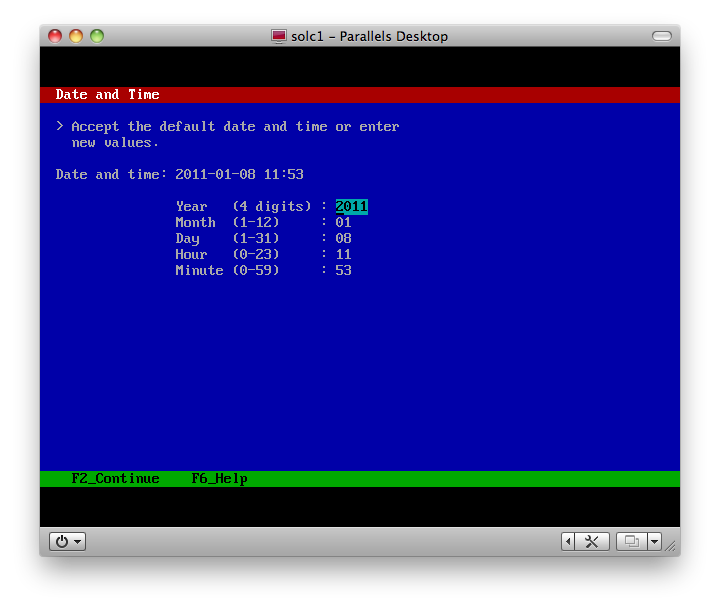 solc1 – Parallels Desktop
Date and Time
> Accept the default date and time or enter
new values.
Date and time: 2011-01-08 11:53
Year (4 digits) : 2011
Month (1-12) : 01
Day (1-31) : 08
Hour (0-23) : 11
Minute (0-59) : 53
F2_Continue F6_Help